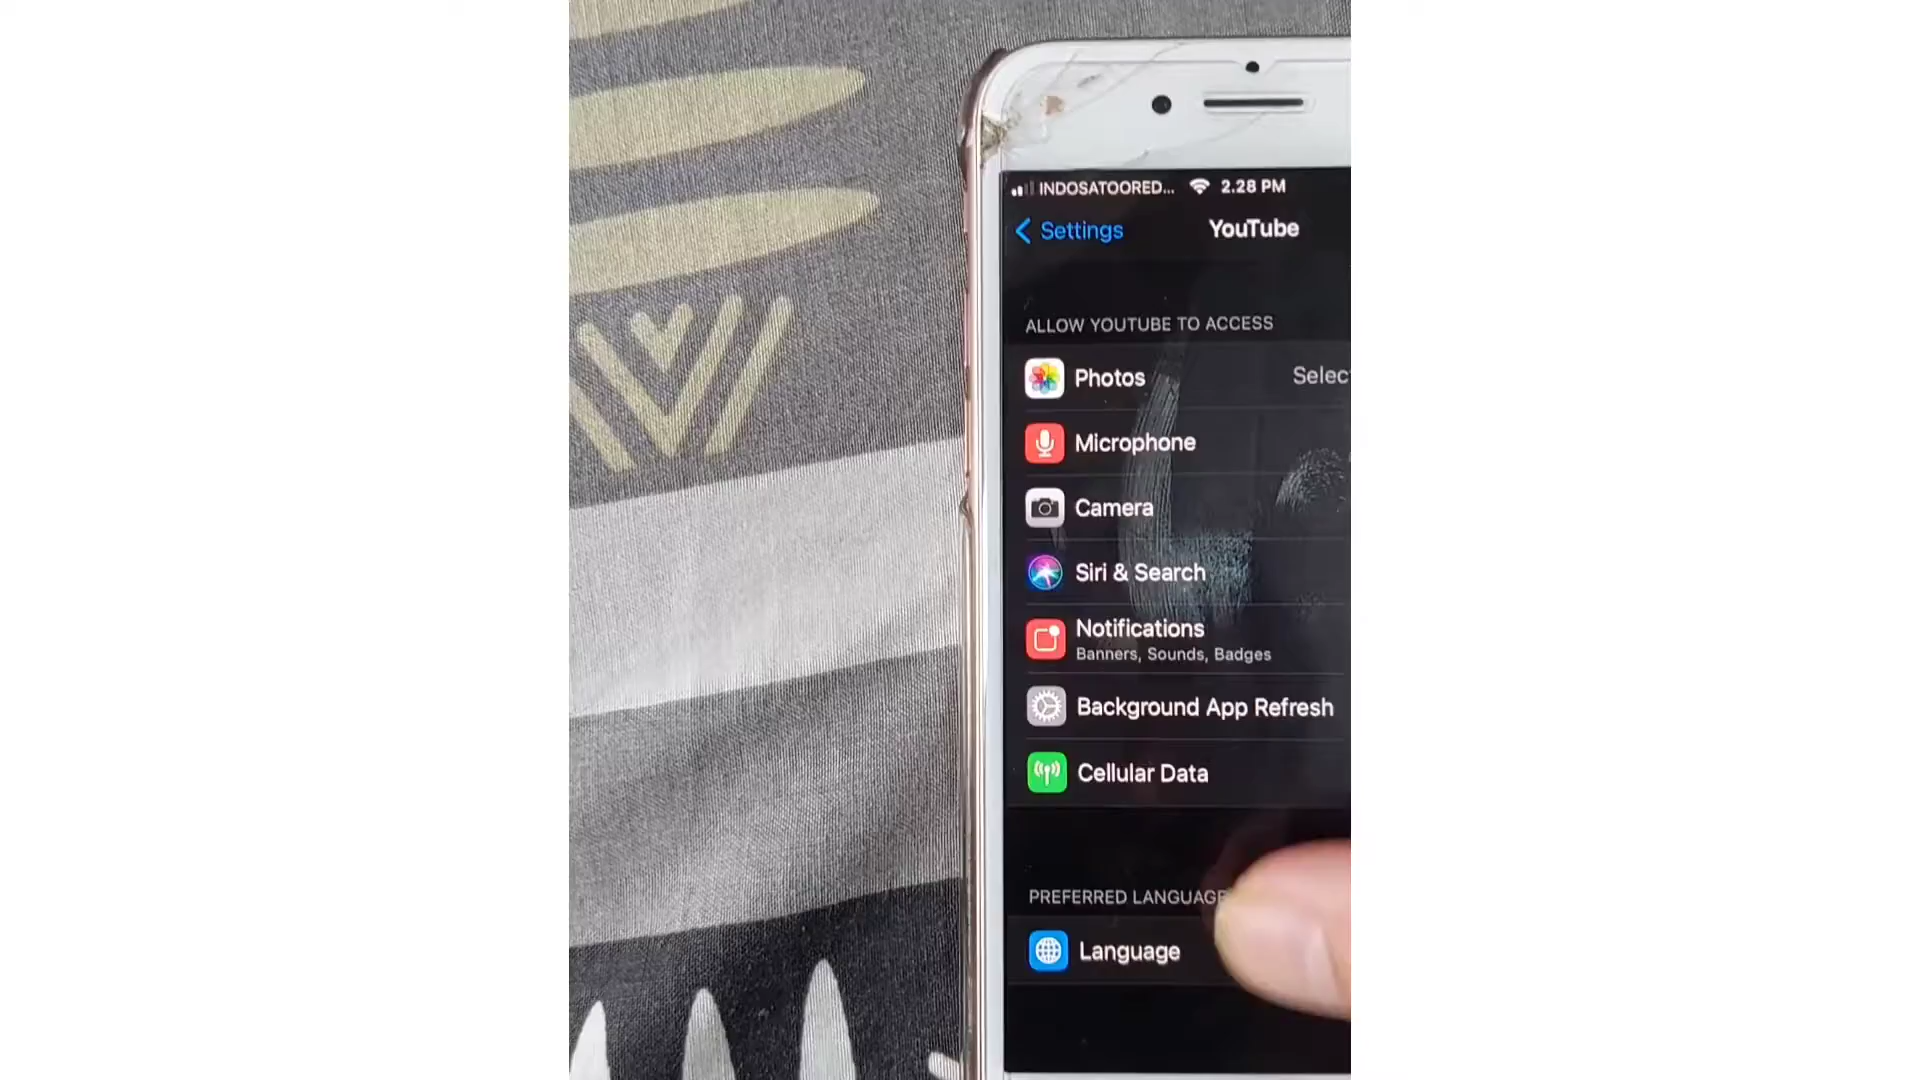 INDOSATOORED... 2.28 PM
Settings
YouTube
ALLOW YOUTUBE TO ACCESS
Photos
Selec
Microphone
Camera
Siri & Search
Notifications
Banners, Sounds, Badges
Background App Refresh
Cellular Data
PREFERRED LANGUAGE
Language